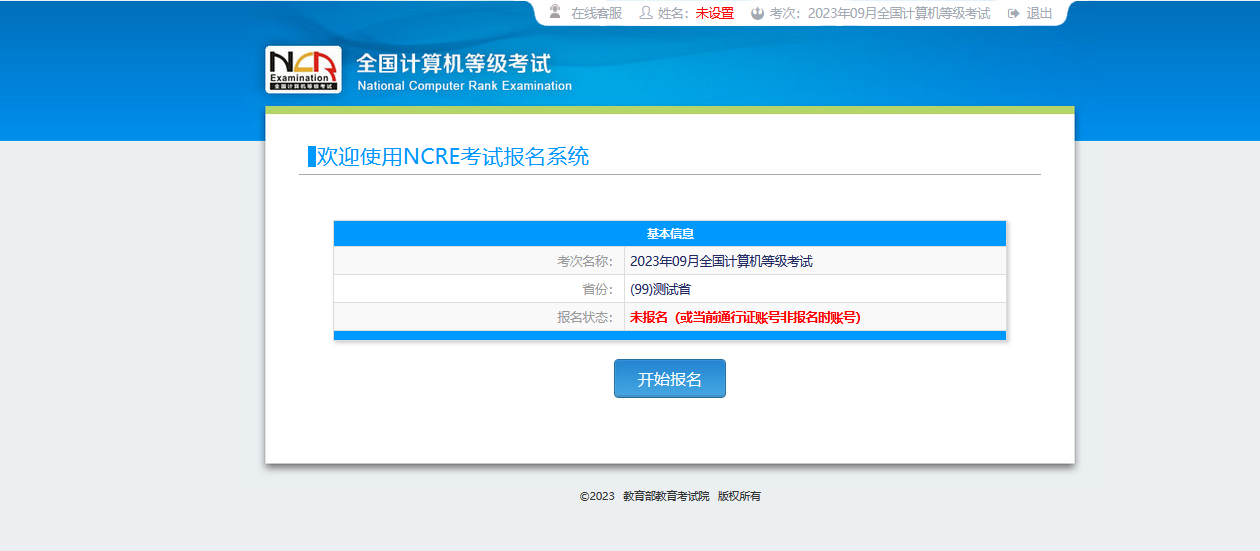 在线客服 姓名：未设置 考次：2023年09月全国计算机等级考试 退出
NCR
Examination
全国计算机等级考试
全国计算机等级考试
National Computer Rank Examination
欢迎使用NCRE考试报名系统
基本信息
考次名称： 2023年09月全国计算机等级考试
省份： (99)测试省
报名状态： 未报名（或当前通行证账号非报名时账号）
开始报名
©2023 教育部教育考试院 版权所有